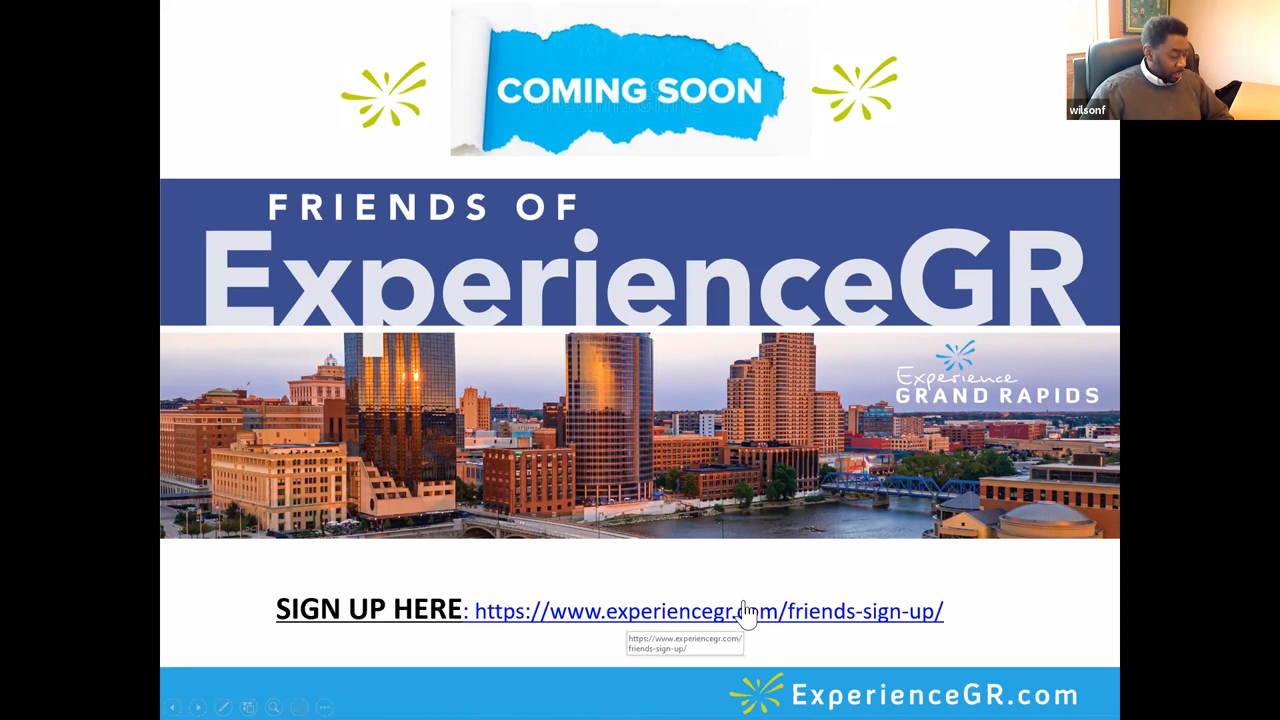 COMING SOON
wilsonf
FRIENDS OF
ExperienceGR
Experience
GRAND RAPIDS
SIGN UP HERE: https://www.experiencegr.com/friends-sign-up/
https://www.experiencegr.com/
friends-sign-up/
ExperienceGR.com